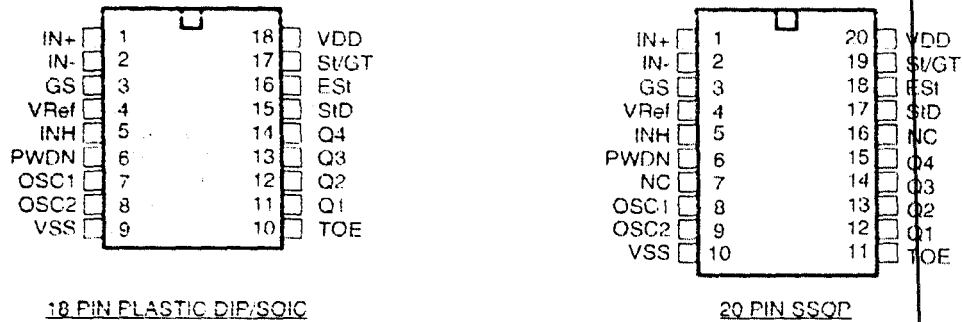 IN+ 1 18 VDD
IN- 2 17 St/GT
GS 3 16 ESt
VRef 4 15 StD
INH 5 14 Q4
PWDN 6 13 Q3
OSC1 7 12 Q2
OSC2 8 11 Q1
VSS 9 10 TOE
18 PIN PLASTIC DIP/SOIC
IN+ 1 20 VDD
IN- 2 19 St/GT
GS 3 18 ESt
VRef 4 17 StD
INH 5 16 NC
PWDN 6 15 Q4
NC 7 14 Q3
OSC1 8 13 Q2
OSC2 9 12 Q1
VSS 10 11 TOE
20 PIN SSOP